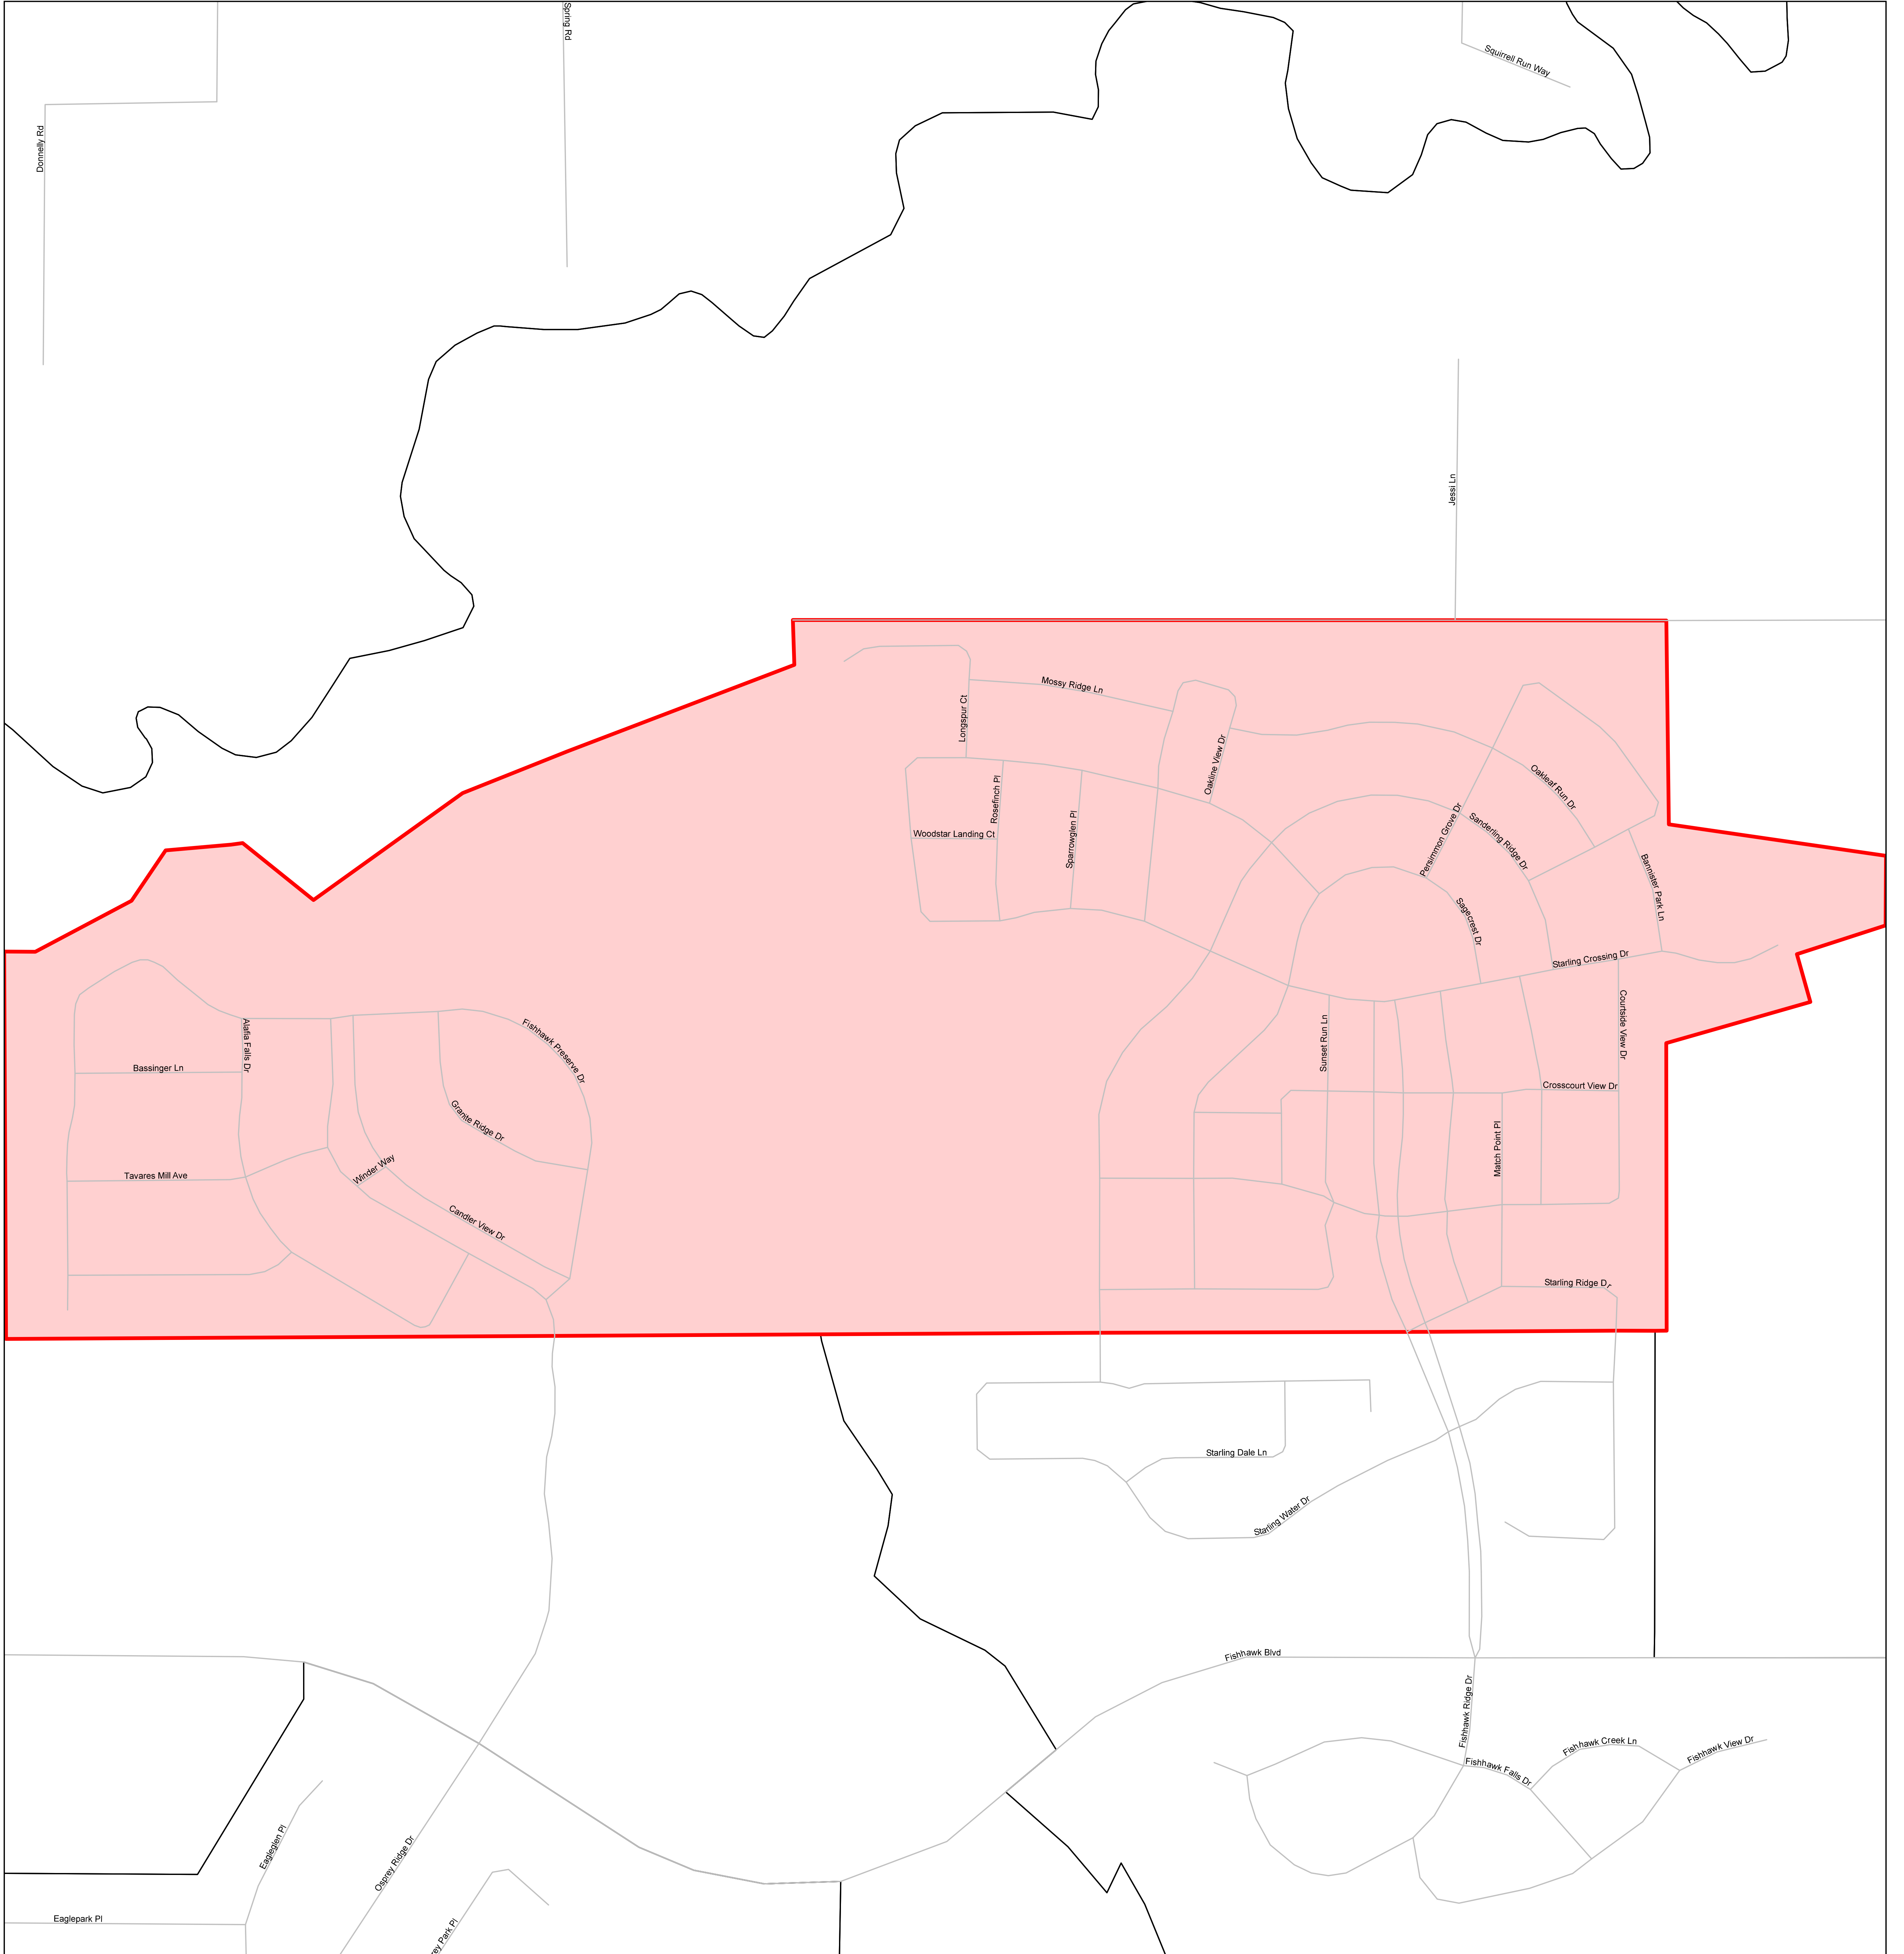 Spring Rd
Squirrell Run Way
Donnelly Rd
Jessi Ln
Mossy Ridge Ln
Longspur Ct
Oakline View Dr
Oakleaf Run Dr
Rosefinch Pl
Woodstar Landing Ct
Sparrowglen Pl
Persimmon Grove Dr
Sanderling Ridge Dr
Bannister Park Ln
Sagecrest Dr
Starling Crossing Dr
Courtside View Dr
Sunset Run Ln
Alafia Falls Dr
Fishhawk Preserve Dr
Bassinger Ln
Crosscourt View Dr
Granite Ridge Dr
Match Point Pl
Winder Way
Tavares Mill Ave
Candler View Dr
Starling Ridge Dr
Starling Dale Ln
Starling Water Dr
Fishhawk Blvd
Fishhawk Ridge Dr
Fishhawk Creek Ln
Fishhawk View Dr
Fishhawk Falls Dr
Eagleglen Pl
Osprey Ridge Dr
Eaglepark Pl
rey Park Pl